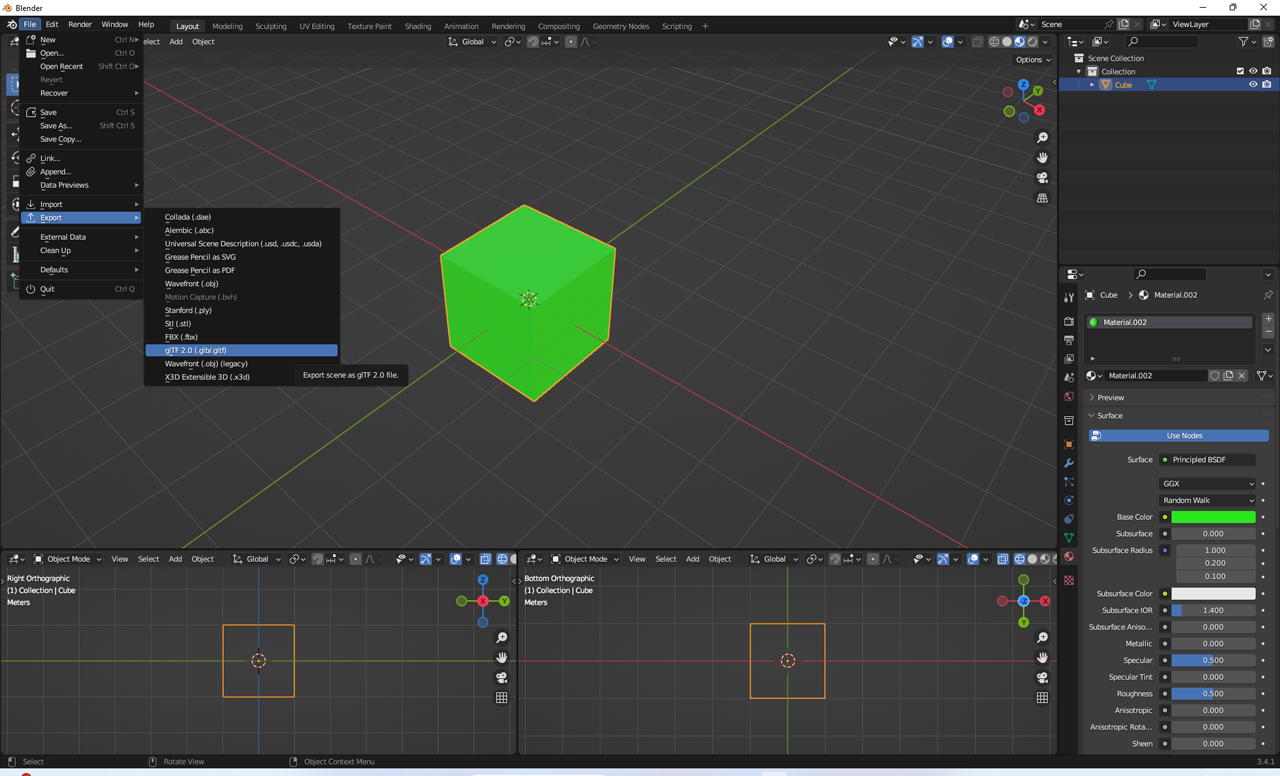 Blender
File Edit Render Window Help Layout Modeling Sculpting UV Editing Texture Paint Shading Animation Rendering Compositing Geometry Nodes Scripting + Scene ViewLayer
elect Add Object Global
Options
New Ctrl N
Open... Ctrl O
Open Recent Shift Ctrl O
Revert
Recover
Save Ctrl S
Save As... Shift Ctrl S
Save Copy...
Link...
Append...
Data Previews
Import
Export
External Data
Clean Up
Defaults
Quit Ctrl Q
Collada (.dae)
Alembic (.abc)
Universal Scene Description (.usd, .usdc, .usda)
Grease Pencil as SVG
Grease Pencil as PDF
Wavefront (.obj)
Motion Capture (.bvh)
Stanford (.ply)
Stl (.stl)
FBX (.fbx)
glTF 2.0 (.glb/.gltf)
Wavefront (.obj) (legacy)
X3D Extensible 3D (.x3d)
Export scene as glTF 2.0 file.
Z
Y
X
Scene Collection
Collection
Cube
Cube > Material.002
Material.002
Material.002
Preview
Surface
Use Nodes
Surface Principled BSDF
GGX
Random Walk
Base Color
Subsurface 0.000
Subsurface Radius 1.000
0.200
0.100
Subsurface Color
Subsurface IOR 1.400
Subsurface Aniso... 0.000
Metallic 0.000
Specular 0.500
Specular Tint 0.000
Roughness 0.500
Anisotropic 0.000
Anisotropic Rota... 0.000
Sheen 0.000
Object Mode View Select Add Object Global
Right Orthographic
(1) Collection | Cube
Meters
Z
X Y
Object Mode View Select Add Object Global
Bottom Orthographic
(1) Collection | Cube
Meters
Z X
Y
Select Rotate View Object Context Menu 3.4.1